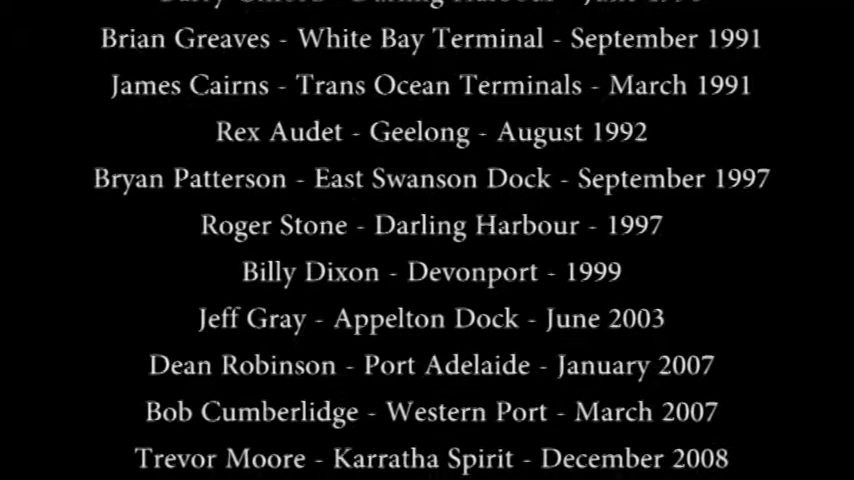 Brian Greaves - White Bay Terminal - September 1991
James Cairns - Trans Ocean Terminals - March 1991
Rex Audet - Geelong - August 1992
Bryan Patterson - East Swanson Dock - September 1997
Roger Stone - Darling Harbour - 1997
Billy Dixon - Devonport - 1999
Jeff Gray - Appelton Dock - June 2003
Dean Robinson - Port Adelaide - January 2007
Bob Cumberlidge - Western Port - March 2007
Trevor Moore - Karratha Spirit - December 2008